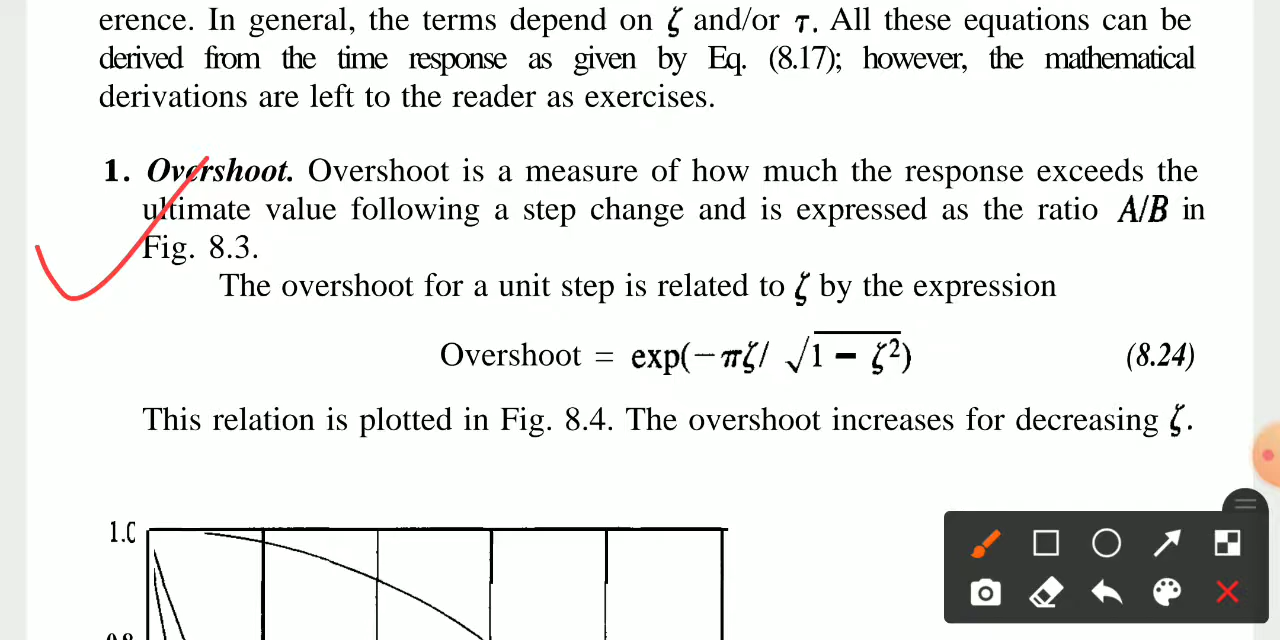 erence. In general, the terms depend on ζ and/or τ. All these equations can be
derived from the time response as given by Eq. (8.17); however, the mathematical
derivations are left to the reader as exercises.
1. Overshoot. Overshoot is a measure of how much the response exceeds the
ultimate value following a step change and is expressed as the ratio A/B in
Fig. 8.3.
The overshoot for a unit step is related to ζ by the expression
Overshoot = exp(−πζ/ √1 − ζ²) (8.24)
This relation is plotted in Fig. 8.4. The overshoot increases for decreasing ζ.